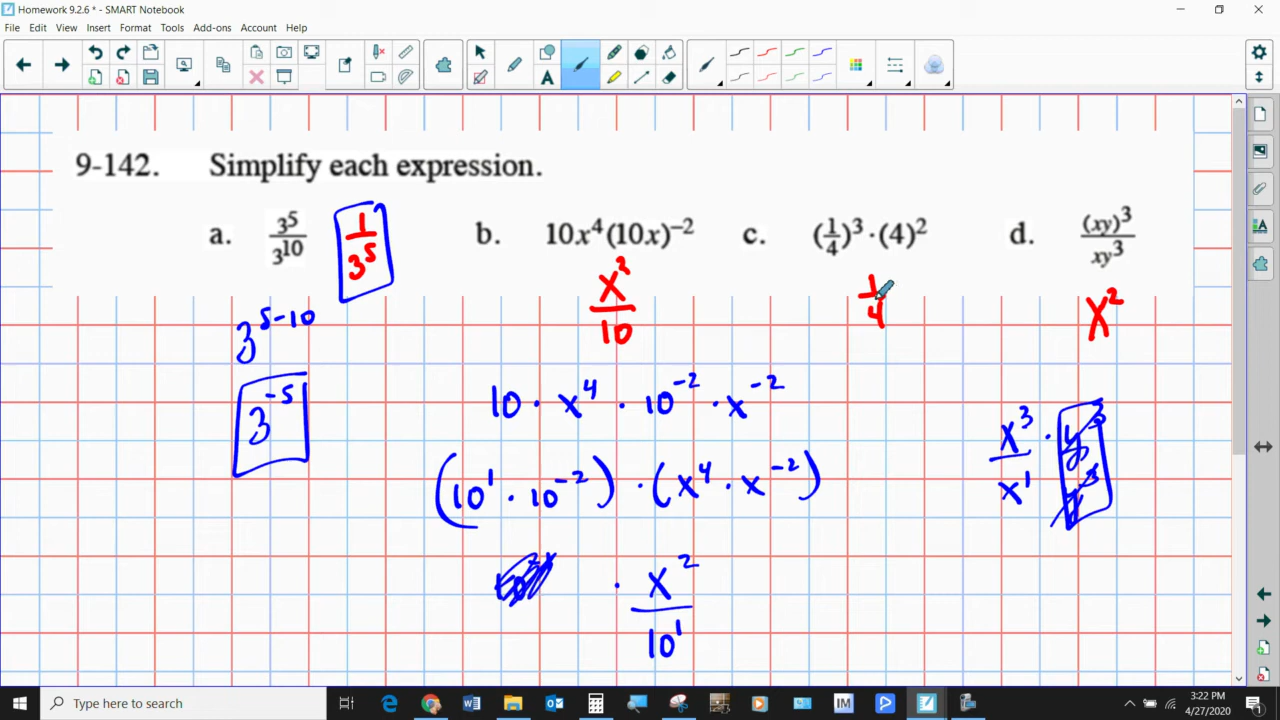 Homework 9.2.6 * - SMART Notebook
File Edit View Insert Format Tools Add-ons Account Help
9-142. Simplify each expression.
a. 3^5/3^10
1/3^5
b. 10x^4(10x)^-2
c. (1/4)^3 · (4)^2
d. (xy)^3/xy^3
x^2/10
1/4
x^2
3^5-10
3^-5
10 · x^4 · 10^-2 · x^-2
(10^1 · 10^-2) · (x^4 · x^-2)
x^3/x^1 · y^3/y^3
· x^2/10^1
Type here to search
3:22 PM
4/27/2020